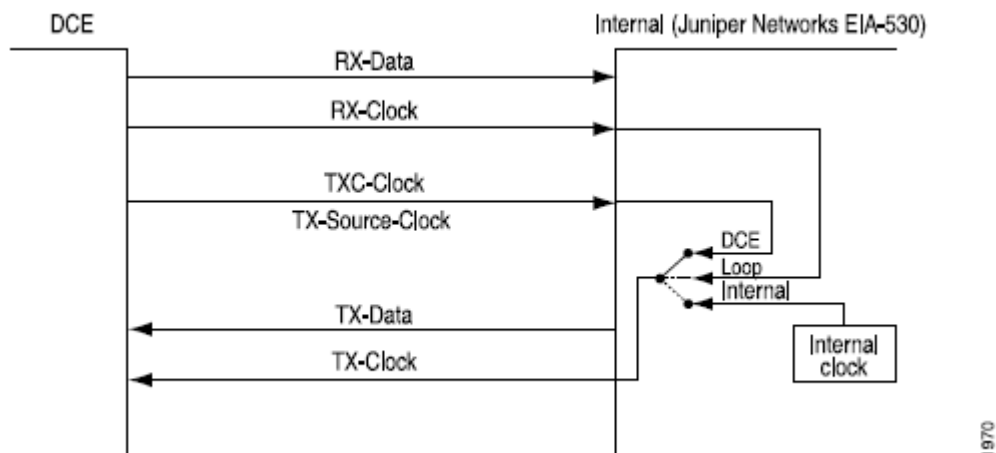 DCE
Internal (Juniper Networks EIA-530)
RX-Data
RX-Clock
TXC-Clock
TX-Source-Clock
DCE
Loop
Internal
TX-Data
TX-Clock
Internal
clock
1970